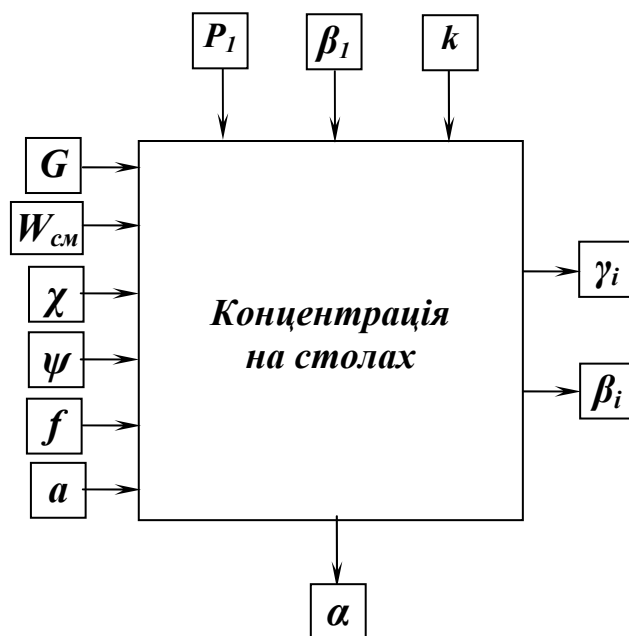 P₁ β₁ k
G
Wсм
χ
γi
Концентрація
на столах
ψ
βi
f
a
α